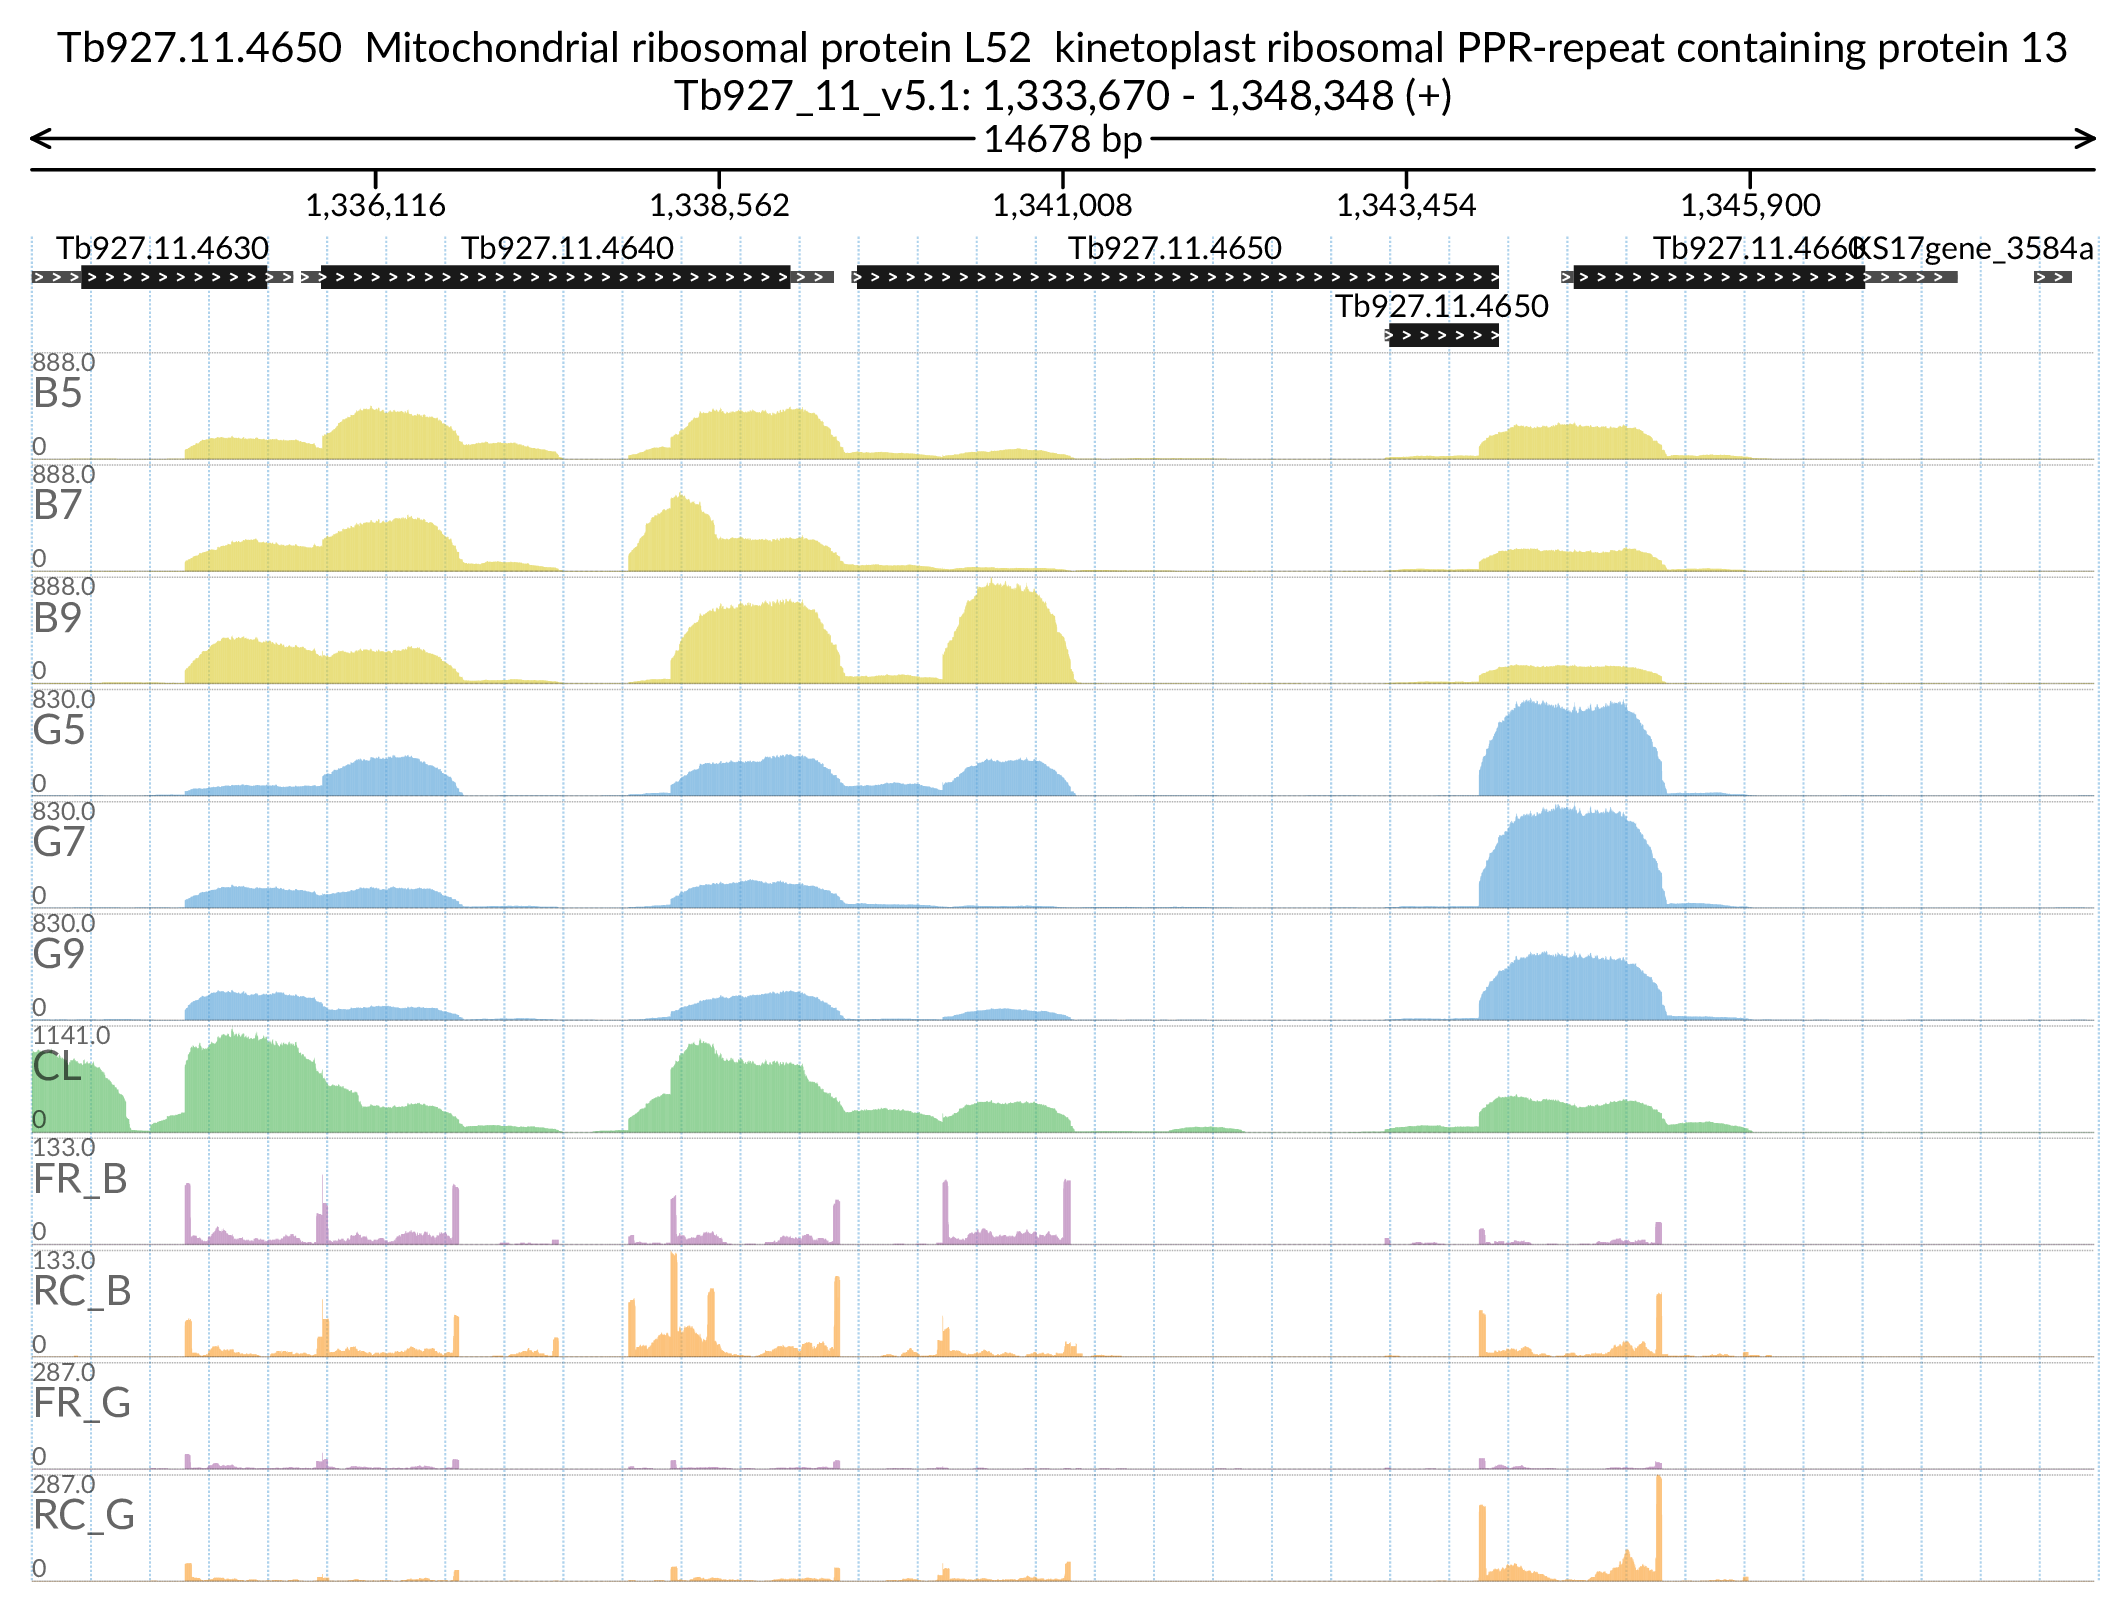 Tb927.11.4650  Mitochondrial ribosomal protein L52  kinetoplast ribosomal PPR-repeat containing protein 13
Tb927_11_v5.1: 1,333,670 - 1,348,348 (+)
14678 bp
1,336,116 1,338,562 1,341,008 1,343,454 1,345,900
Tb927.11.4630 Tb927.11.4640 Tb927.11.4650 Tb927.11.4660 KS17gene_3584a
Tb927.11.4650
888.0
B5
0
888.0
B7
0
888.0
B9
0
830.0
G5
0
830.0
G7
0
830.0
G9
0
1141.0
CL
0
133.0
FR_B
0
133.0
RC_B
0
287.0
FR_G
0
287.0
RC_G
0